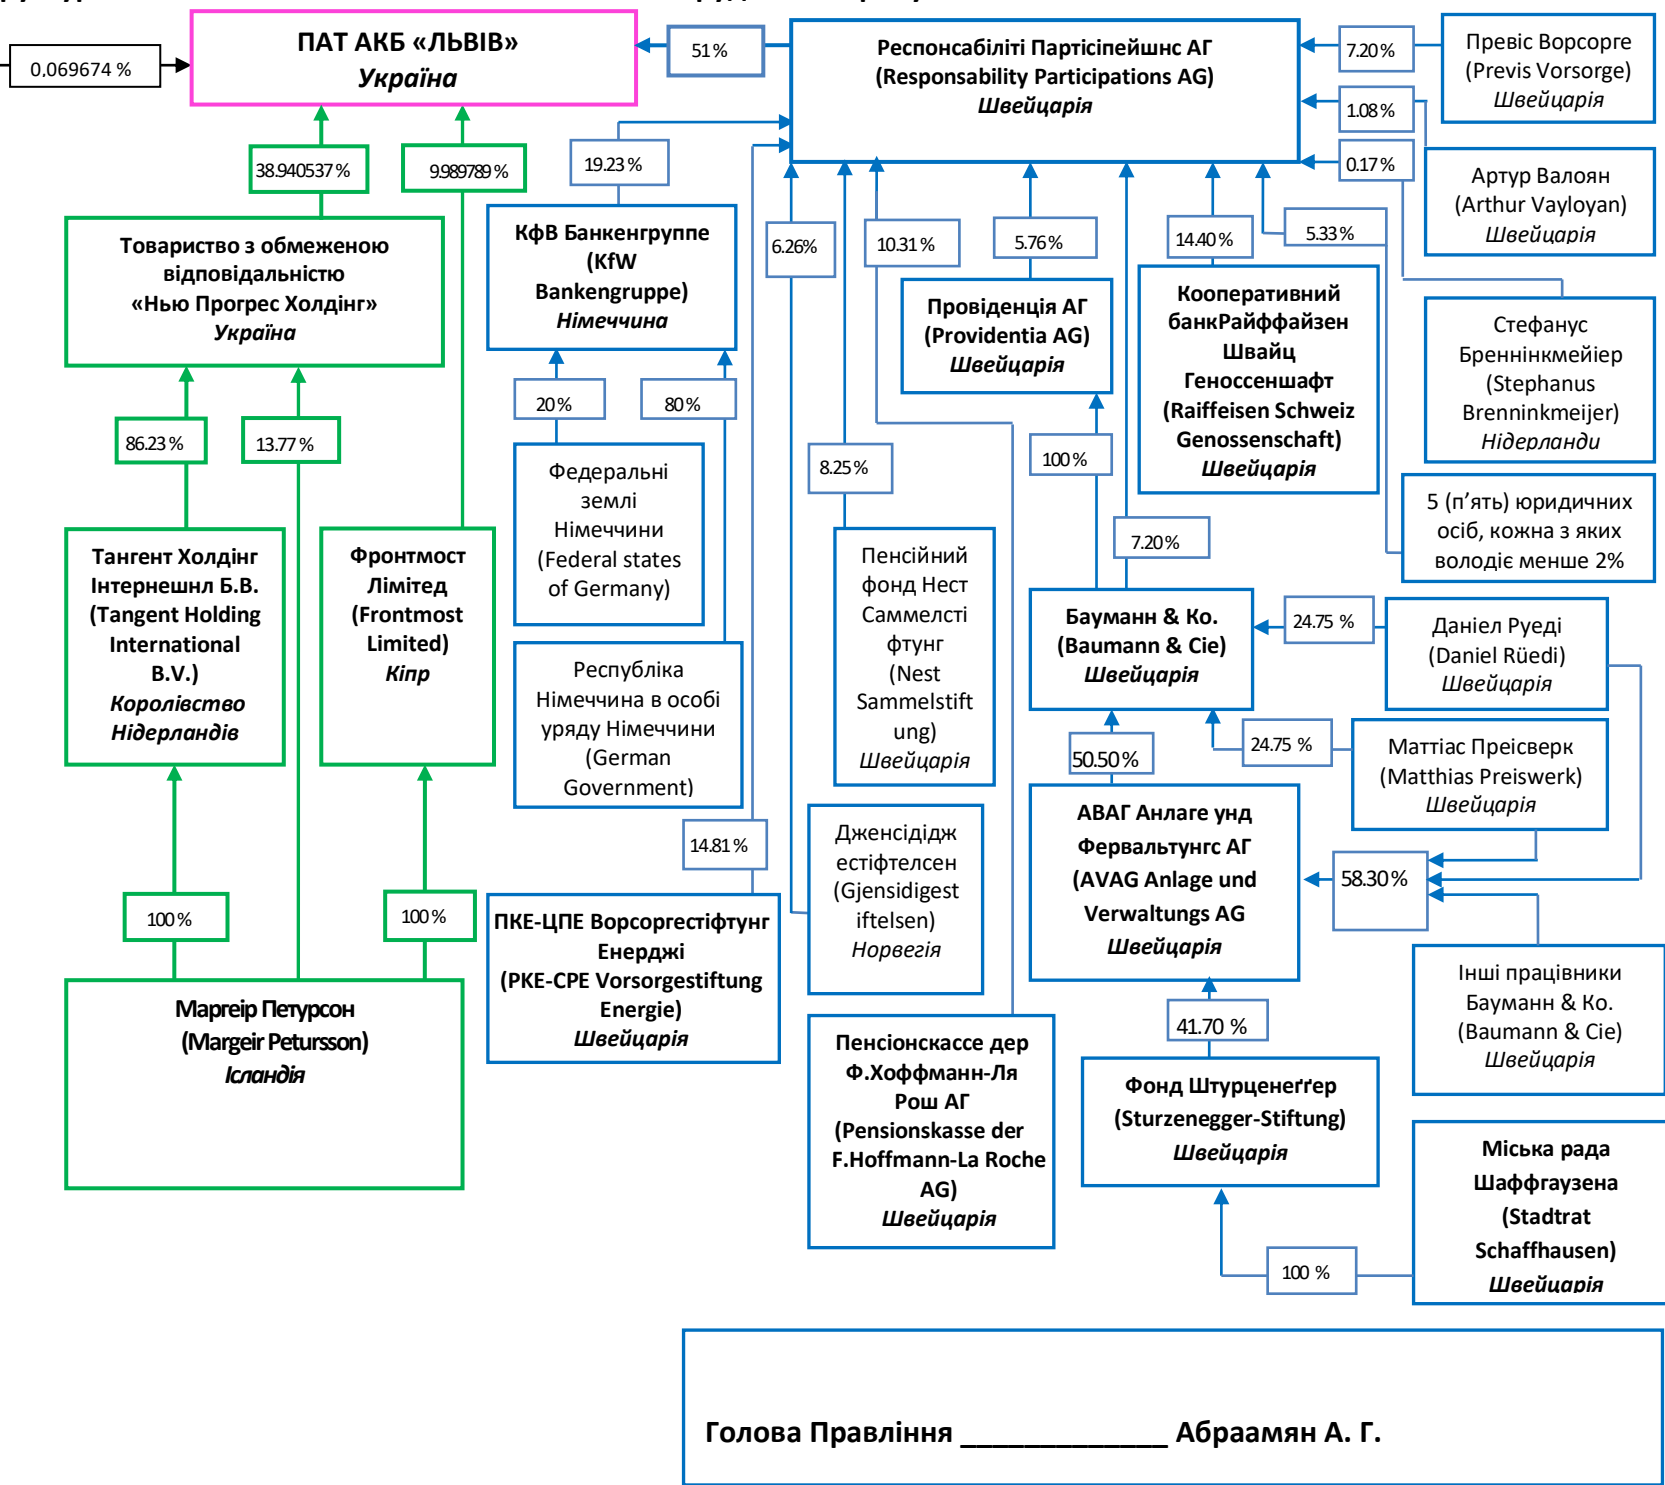 0,069674 %
ПАТ АКБ «ЛЬВІВ»
Україна
51 %
Респонсабіліті Партісіпейшнс АГ
(Responsability Participations AG)
Швейцарія
7.20 %
Превіс Ворсорге
(Previs Vorsorge)
Швейцарія
1.08 %
0.17 %
Артур Валоян
(Arthur Vayloyan)
Швейцарія
38.940537 %
9.989789 %
19.23 %
6.26%
10.31 %
5.76 %
14.40 %
5.33 %
Товариство з обмеженою
відповідальністю
«Нью Прогрес Холдінг»
Україна
КфВ Банкенгруппе
(KfW
Bankengruppe)
Німеччина
Провіденція АГ
(Providentia AG)
Швейцарія
Кооперативний
банкРайффайзен
Швайц
Геноссеншафт
(Raiffeisen Schweiz
Genossenschaft)
Швейцарія
Стефанус
Бреннінкмейіер
(Stephanus
Brenninkmeijer)
Нідерланди
86.23 %
13.77 %
20 %
80 %
8.25 %
100 %
7.20 %
5 (п’ять) юридичних
осіб, кожна з яких
володіє менше 2%
Тангент Холдінг
Інтернешнл Б.В.
(Tangent Holding
International
B.V.)
Королівство
Нідерландів
Фронтмост
Лімітед
(Frontmost
Limited)
Кіпр
Федеральні
землі
Німеччини
(Federal states
of Germany)
Республіка
Німеччина в особі
уряду Німеччини
(German
Government)
Пенсійний
фонд Нест
Саммелсті
фтунг
(Nest
Sammelstift
ung)
Швейцарія
Бауманн & Ко.
(Baumann & Cie)
Швейцарія
24.75 %
Даніел Руеді
(Daniel Rüedi)
Швейцарія
50.50 %
24.75 %
Маттіас Преісверк
(Matthias Preiswerk)
Швейцарія
14.81 %
Дженсідідж
естіфтелсен
(Gjensidigest
iftelsen)
Норвегія
АВАГ Анлаге унд
Фервальтунгс АГ
(AVAG Anlage und
Verwaltungs AG
Швейцарія
58.30 %
100 %
100 %
ПКЕ-ЦПЕ Ворсоргестіфтунг
Енерджі
(PKE-CPE Vorsorgestiftung
Energie)
Швейцарія
Інші працівники
Бауманн & Ко.
(Baumann & Cie)
Швейцарія
Маргеір Петурсон
(Margeir Petursson)
Ісландія
41.70 %
Пенсіонскассе дер
Ф.Хоффманн-Ля
Рош АГ
(Pensionskasse der
F.Hoffmann-La Roche
AG)
Швейцарія
Фонд Штурценеґґер
(Sturzenegger-Stiftung)
Швейцарія
Міська рада
Шаффгаузена
(Stadtrat
Schaffhausen)
Швейцарія
100 %
Голова Правління _____________ Абраамян А. Г.